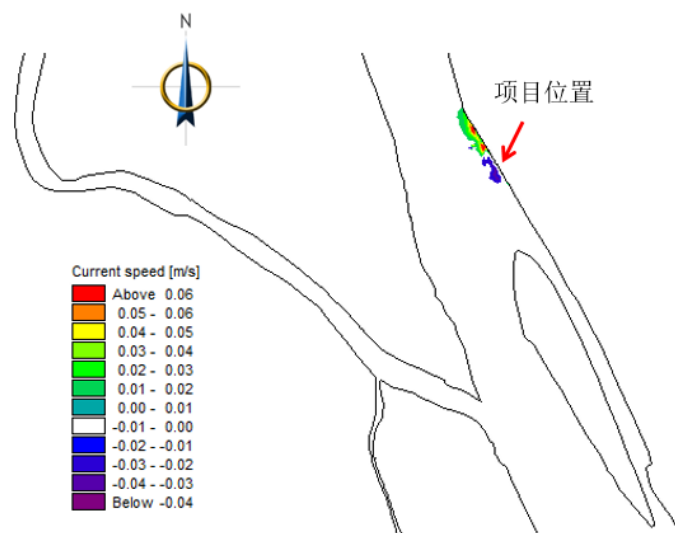 N
项目位置
Current speed [m/s]
Above 0.06
0.05 - 0.06
0.04 - 0.05
0.03 - 0.04
0.02 - 0.03
0.01 - 0.02
0.00 - 0.01
-0.01 - 0.00
-0.02 - -0.01
-0.03 - -0.02
-0.04 - -0.03
Below -0.04